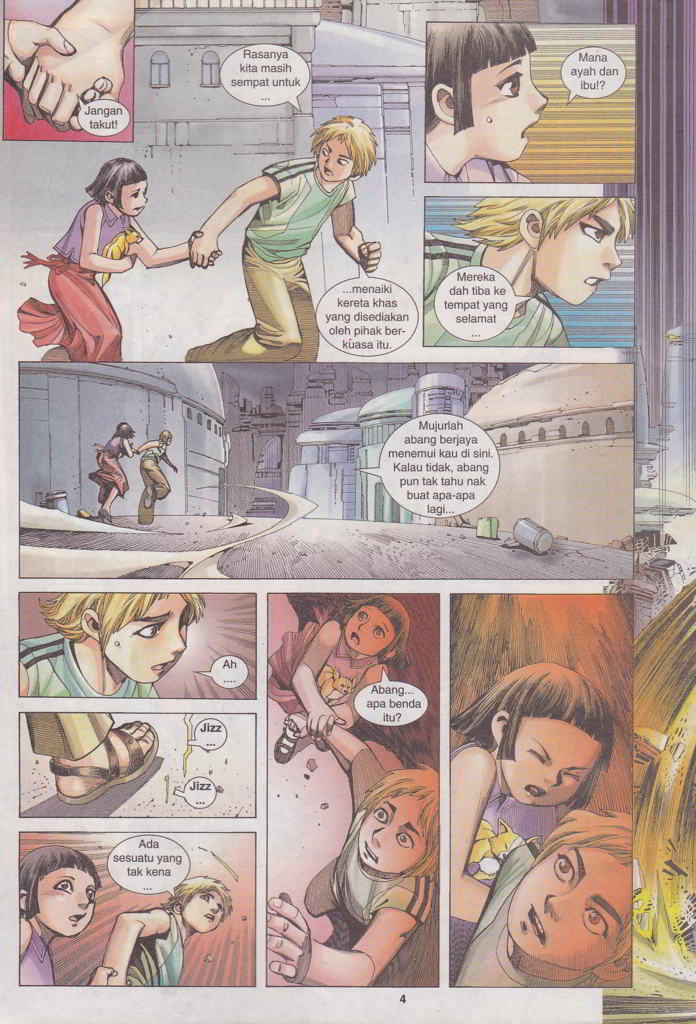 Jangan
takut!
Rasanya
kita masih
sempat untuk
...
...menaiki
kereta khas
yang disediakan
oleh pihak ber-
kuasa itu.
Mana
ayah dan
ibu!?
Mereka
dah tiba ke
tempat yang
selamat
...
Mujurlah
abang berjaya
menemui kau di sini.
Kalau tidak, abang
pun tak tahu nak
buat apa-apa
lagi...
Ah
....
Jizz
...
Jizz
...
Ada
sesuatu yang
tak kena
...
Abang...
apa benda
itu?
4